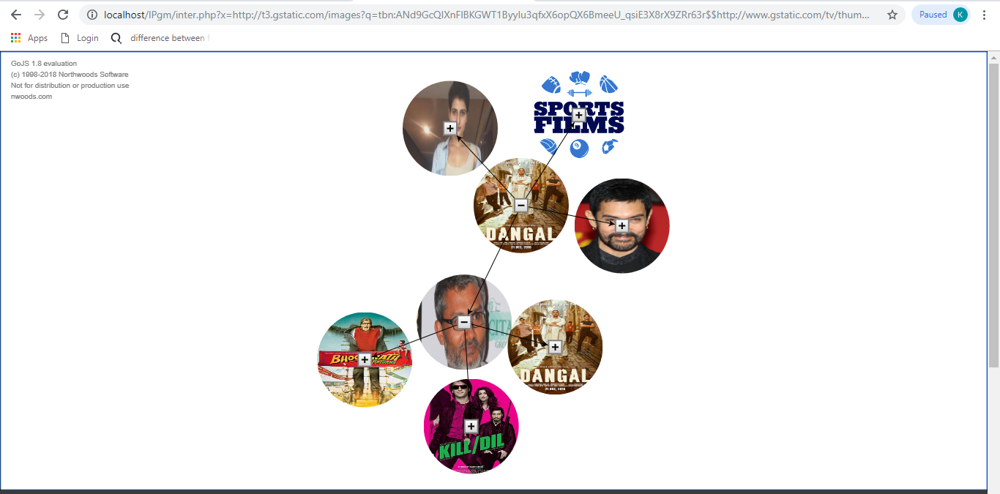 localhost/IPgm/inter.php?x=http://t3.gstatic.com/images?q=tbn:ANd9GcQIXnFlBKGWT1Byylu3qfxX6opQX6BmeeU_qsiE3X8rX9ZRr63r$$http://www.gstatic.com/tv/thum...
Paused
K
Apps
Login
difference between
GoJS 1.8 evaluation
(c) 1998-2018 Northwoods Software
Not for distribution or production use
nwoods.com
SPORTS
FILMS
DANGAL
21 DEC, 2016
DANGAL
21 DEC, 2016
KILL/DIL